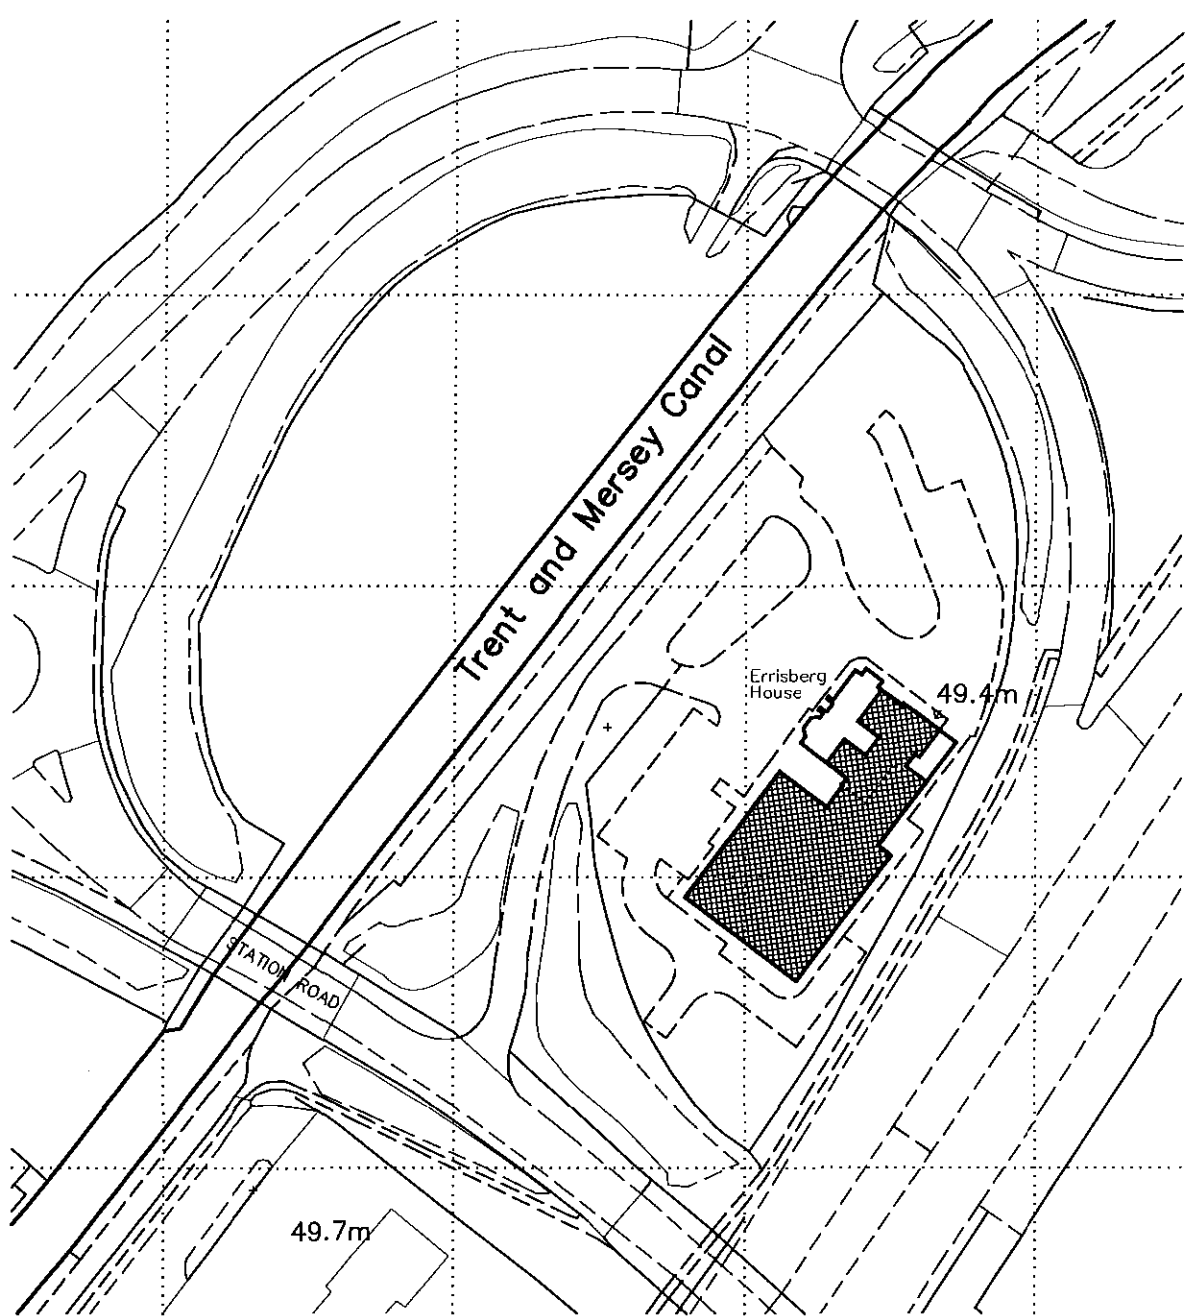 Trent and Mersey Canal
Errisberg
House
49.4m
STATION ROAD
49.7m